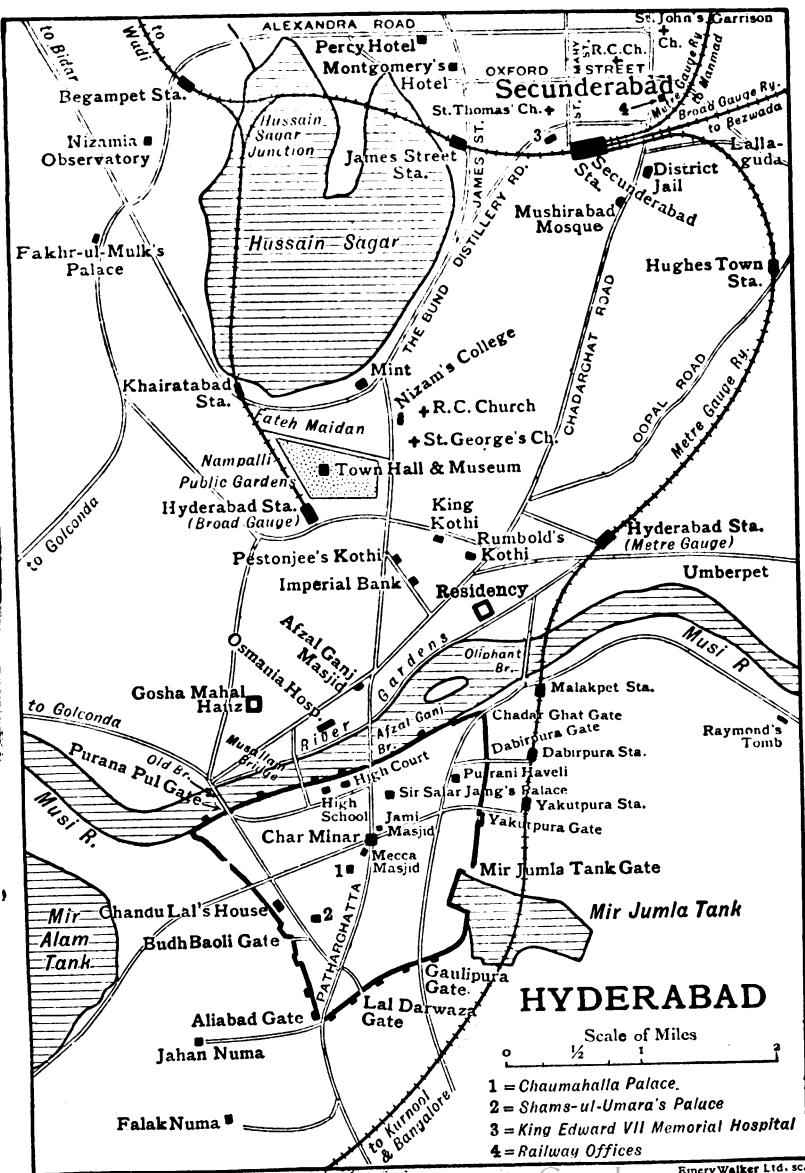 to Bidar
to
Wadi
ALEXANDRA ROAD
St. John's Garrison
Ch.
Percy Hotel
Montgomery's
Hotel
R.C.Ch.
OXFORD
STREET
ST. MARY
ST.
Begampet Sta.
Secunderabad
4
St. Thomas' Ch.
Metre Gauge Ry.
to Manmad
Broad Gauge Ry.
to Bezwada
Nizamia
Observatory
Hussain
Sagar
Junction
James Street
Sta.
JAMES ST.
3
Secunderabad
Sta.
Lalla-
guda
District
Jail
Mushirabad
Mosque
Fakhr-ul-Mulk's
Palace
Hussain Sagar
THE BUND
DISTILLERY RD.
Hughes Town
Sta.
CHADARGHAT ROAD
Khairatabad
Sta.
Mint
Nizam's College
R.C. Church
OOPAL ROAD
Metre Gauge Ry.
Fateh Maidan
St. George's Ch.
Nampalli
Public Gardens
Town Hall & Museum
to Golconda
Hyderabad Sta.
(Broad Gauge)
King
Kothi
Rumbold's
Kothi
Hyderabad Sta.
(Metre Gauge)
Pestonjee's Kothi
Imperial Bank
Residency
Umberpet
Afzal Ganj
Masjid
Osmania Hosp.
River Gardens
Oliphant
Br.
Musi R
Gosha Mahal
Hauz
Malakpet Sta.
to Golconda
Afzal Ganj
Br.
Chadar Ghat Gate
Raymond's
Tomb
Musallam
Bridge
Old Br.
Purana Pul Gate
Dabirpura Gate
Dabirpura Sta.
High Court
Purani Haveli
High
School
Sir Salar Jang's Palace
Yakutpura Sta.
Musi R.
Jami
Masjid
Yakutpura Gate
Char Minar
Mecca
Masjid
1
Mir Jumla Tank Gate
Mir
Alam
Tank
Chandu Lal's House
2
Mir Jumla Tank
Budh Baoli Gate
PATHARGHATTA
Gaulipura
Gate.
Lal Darwaza
Gate
HYDERABAD
Aliabad Gate
Jahan Numa
Scale of Miles
0 ½ 1 2
Falak Numa
to Kurnool
& Bangalore
1 = Chaumahalla Palace.
2 = Shams-ul-Umara's Palace
3 = King Edward VII Memorial Hospital
4 = Railway Offices
Emery Walker Ltd. sc.